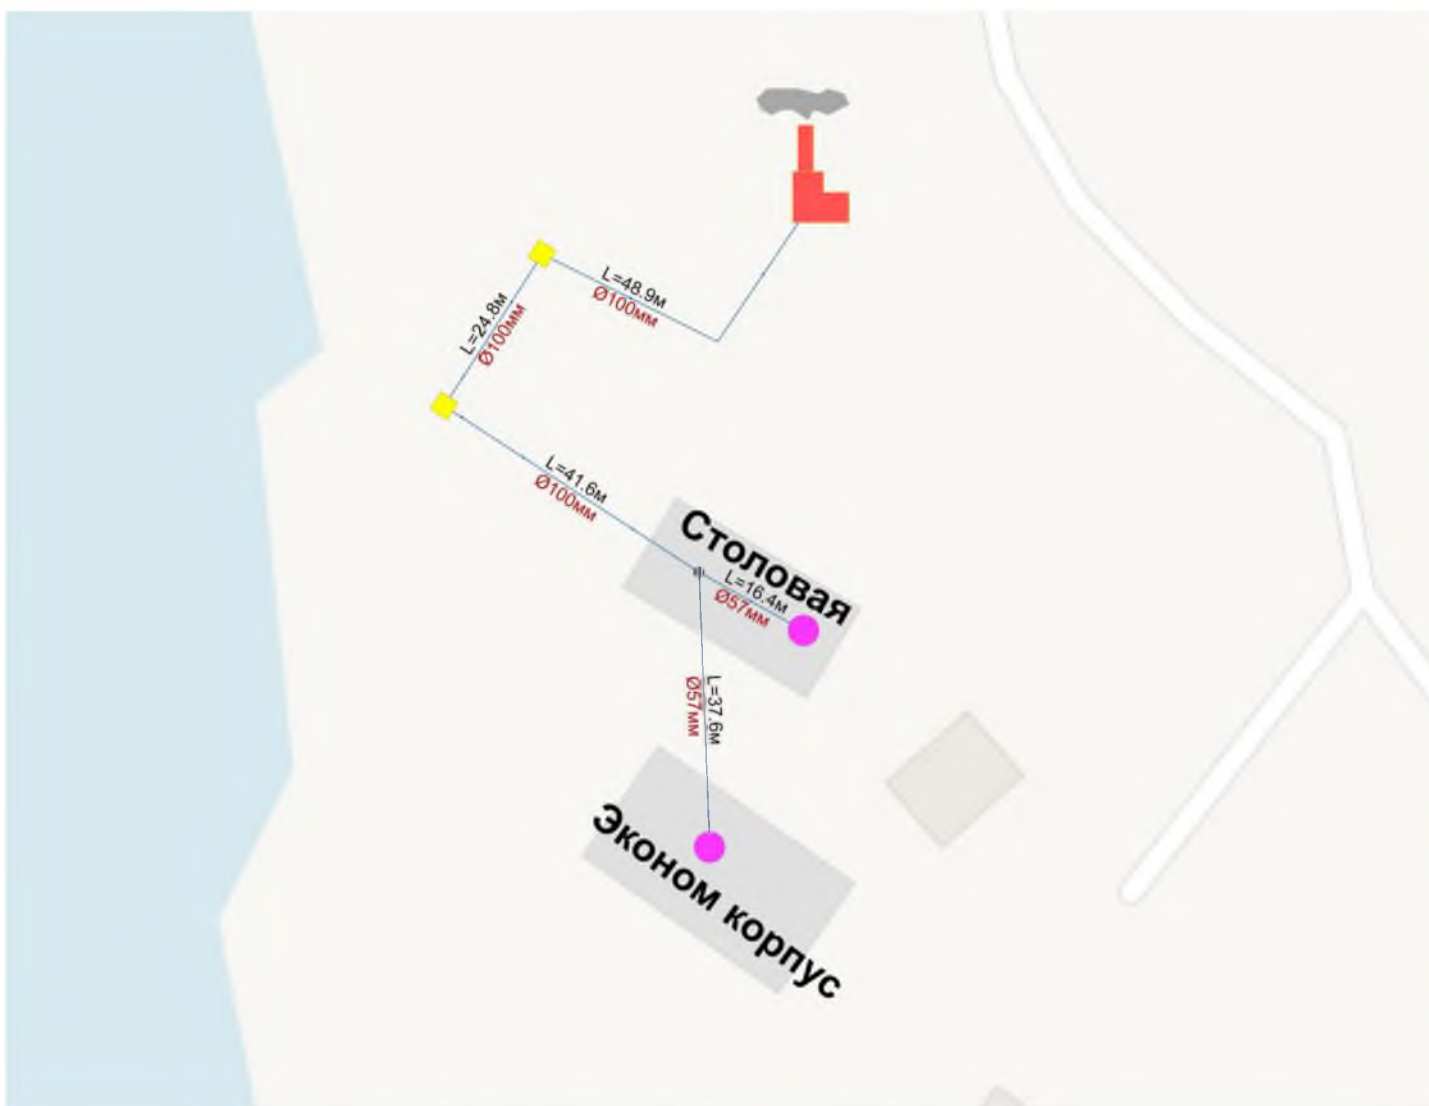 L=48.9м
Ø100мм
L=24.8м
Ø100мм
L=41.6м
Ø100мм
Столовая
L=16.4м
Ø57мм
L=37.6м
Ø57мм
Эконом корпус